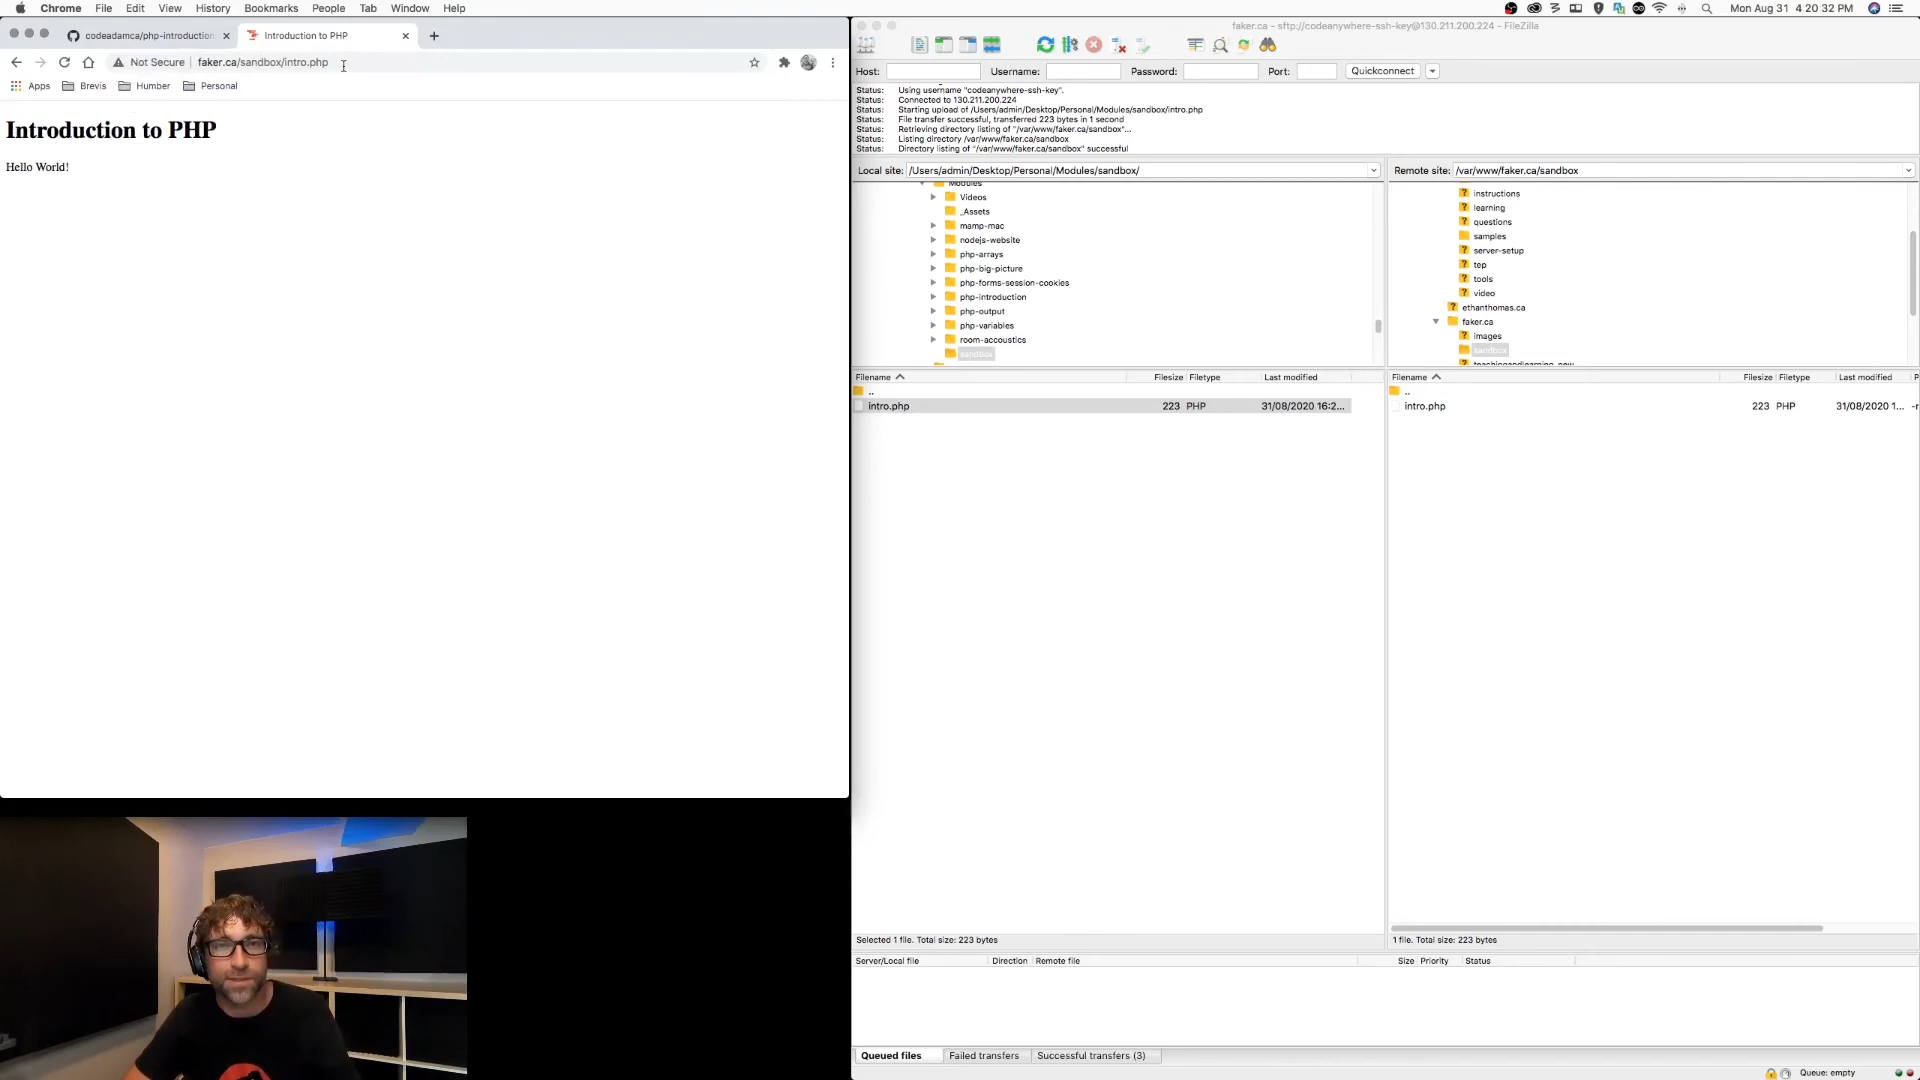 Chrome File Edit View History Bookmarks People Tab Window Help
Mon Aug 31 4:20:32 PM
codeadamca/php-introduction
Introduction to PHP
Not Secure faker.ca/sandbox/intro.php
Apps Brevis Humber Personal
Introduction to PHP
Hello World!
faker.ca - sftp://codeanywhere-ssh-key@130.211.200.224 - FileZilla
Host: Username: Password: Port: Quickconnect
Status: Using username "codeanywhere-ssh-key".
Status: Connected to 130.211.200.224
Status: Starting upload of /Users/admin/Desktop/Personal/Modules/sandbox/intro.php
Status: File transfer successful, transferred 223 bytes in 1 second
Status: Retrieving directory listing of "/var/www/faker.ca/sandbox"...
Status: Listing directory /var/www/faker.ca/sandbox
Status: Directory listing of "/var/www/faker.ca/sandbox" successful
Local site: /Users/admin/Desktop/Personal/Modules/sandbox/
Modules
Videos
_Assets
mamp-mac
nodejs-website
php-arrays
php-big-picture
php-forms-session-cookies
php-introduction
php-output
php-variables
room-accoustics
sandbox
Remote site: /var/www/faker.ca/sandbox
instructions
learning
questions
samples
server-setup
tep
tools
video
ethanthomas.ca
faker.ca
images
sandbox
teachingandlearning_new
Filename Filesize Filetype Last modified
..
intro.php 223 PHP 31/08/2020 16:2...
Selected 1 file. Total size: 223 bytes
Filename Filesize Filetype Last modified P
..
intro.php 223 PHP 31/08/2020 1... -r
1 file. Total size: 223 bytes
Server/Local file Direction Remote file Size Priority Status
Queued files Failed transfers Successful transfers (3)
Queue: empty